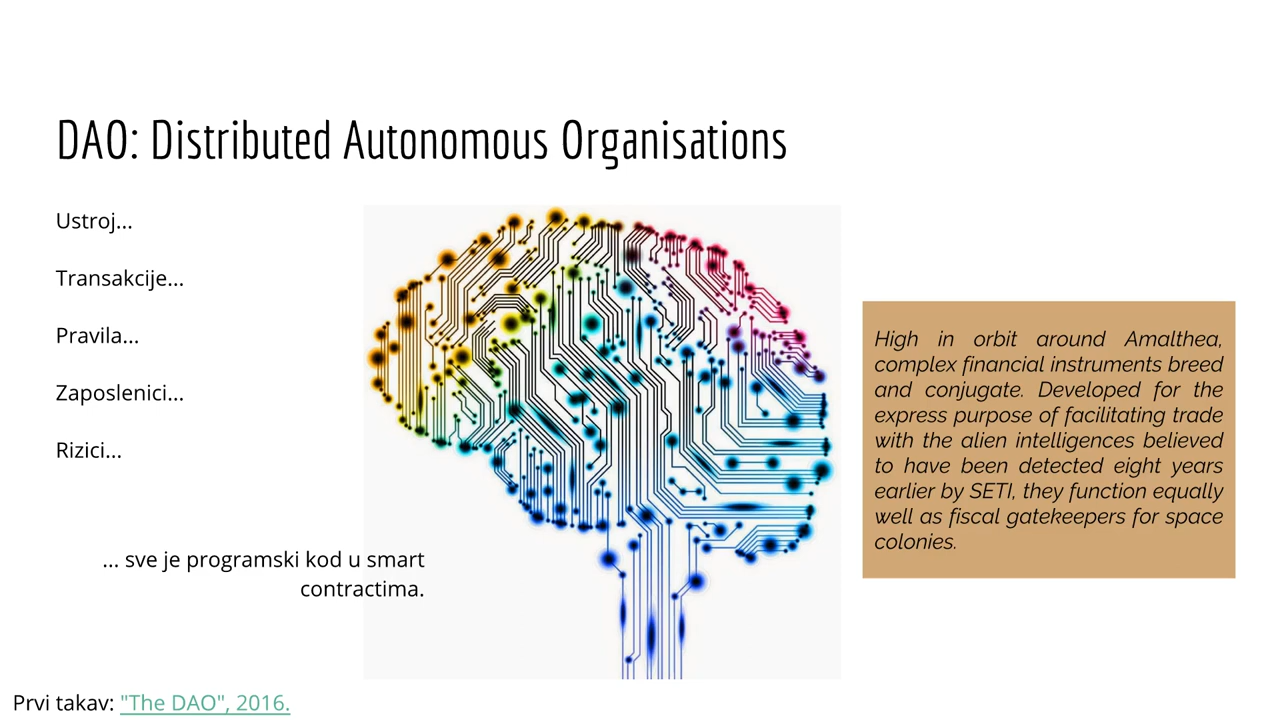 DAO: Distributed Autonomous Organisations
Ustroj...
Transakcije...
Pravila...
Zaposlenici...
Rizici...
... sve je programski kod u smart
contractima.
High in orbit around Amalthea,
complex financial instruments breed
and conjugate. Developed for the
express purpose of facilitating trade
with the alien intelligences believed
to have been detected eight years
earlier by SETI, they function equally
well as fiscal gatekeepers for space
colonies.
Prvi takav: "The DAO", 2016.